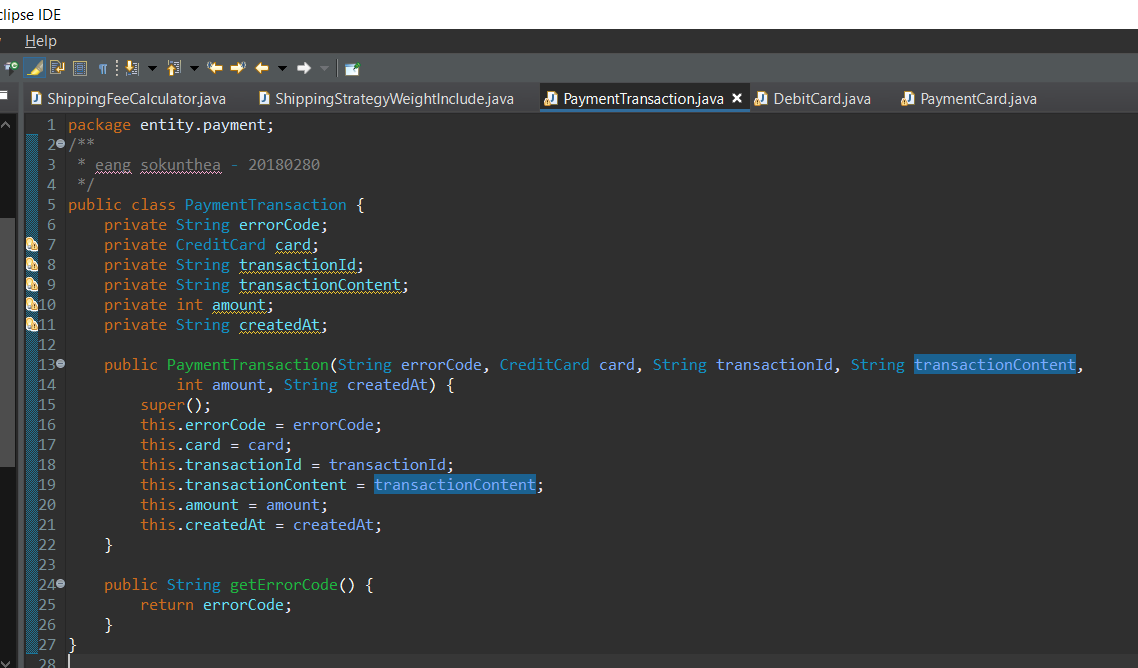 clipse IDE
Help
ShippingFeeCalculator.java ShippingStrategyWeightInclude.java PaymentTransaction.java DebitCard.java PaymentCard.java
1 package entity.payment;
2 /**
3 * eang sokunthea - 20180280
4 */
5 public class PaymentTransaction {
6 private String errorCode;
7 private CreditCard card;
8 private String transactionId;
9 private String transactionContent;
10 private int amount;
11 private String createdAt;
12
13 public PaymentTransaction(String errorCode, CreditCard card, String transactionId, String transactionContent,
14 int amount, String createdAt) {
15 super();
16 this.errorCode = errorCode;
17 this.card = card;
18 this.transactionId = transactionId;
19 this.transactionContent = transactionContent;
20 this.amount = amount;
21 this.createdAt = createdAt;
22 }
23
24 public String getErrorCode() {
25 return errorCode;
26 }
27 }
28